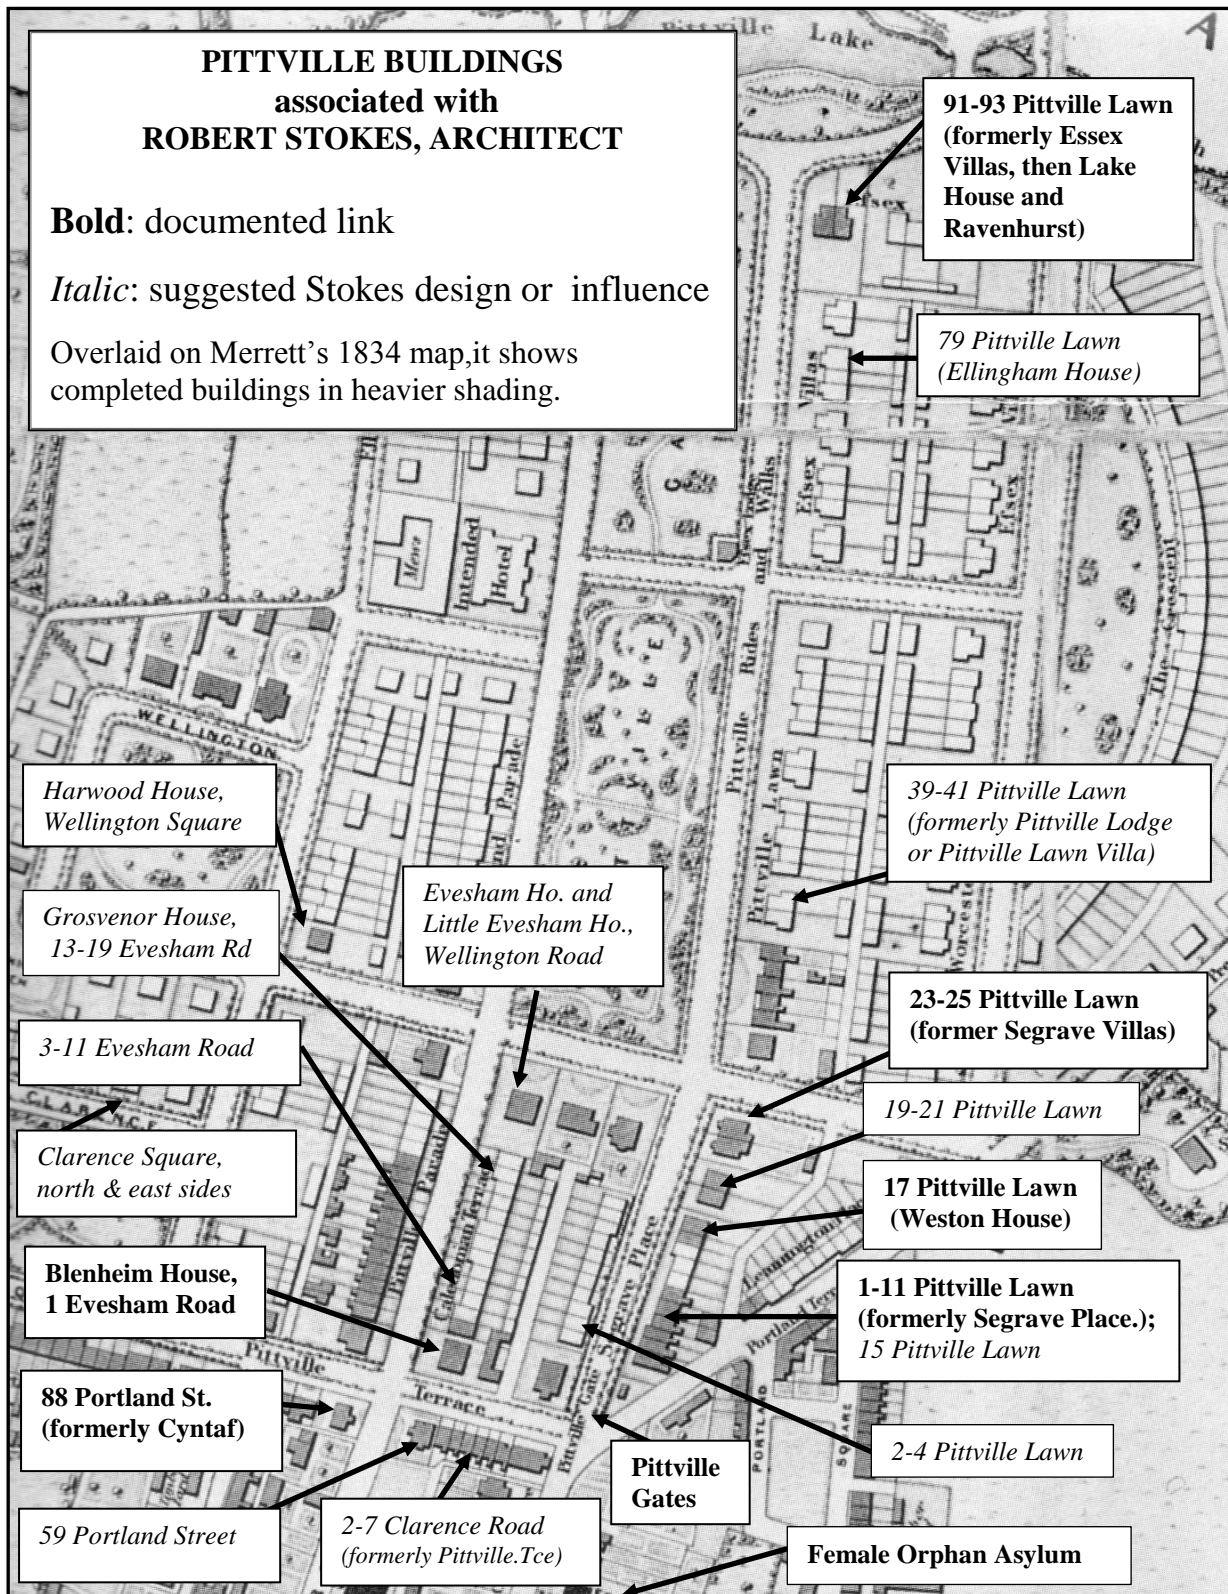 PITTVILLE BUILDINGS
associated with
ROBERT STOKES, ARCHITECT
Bold: documented link
Italic: suggested Stokes design or influence
Overlaid on Merrett's 1834 map,it shows
completed buildings in heavier shading.
Pittville Lake
A
91-93 Pittville Lawn
(formerly Essex
Villas, then Lake
House and
Ravenhurst)
Essex
79 Pittville Lawn
(Ellingham House)
Villas
Essex
Essex
Walks
and
Rides
Pittville
Mews
Intended
Hotel
The Crescent
WELLINGTON
Harwood House,
Wellington Square
Parade
Pittville Lawn
39-41 Pittville Lawn
(formerly Pittville Lodge
or Pittville Lawn Villa)
Grosvenor House,
13-19 Evesham Rd
Evesham Ho. and
Little Evesham Ho.,
Wellington Road
23-25 Pittville Lawn
(former Segrave Villas)
3-11 Evesham Road
19-21 Pittville Lawn
CLARENCE
Clarence Square,
north & east sides
Pittville Parade
Segrave Place
17 Pittville Lawn
(Weston House)
Blenheim House,
1 Evesham Road
1-11 Pittville Lawn
(formerly Segrave Place.);
15 Pittville Lawn
Portland Terr
Pittville
Terrace
88 Portland St.
(formerly Cyntaf)
Pittville Gate
PORTLAND
SQUARE
Pittville
Gates
2-4 Pittville Lawn
59 Portland Street
2-7 Clarence Road
(formerly Pittville.Tce)
Female Orphan Asylum